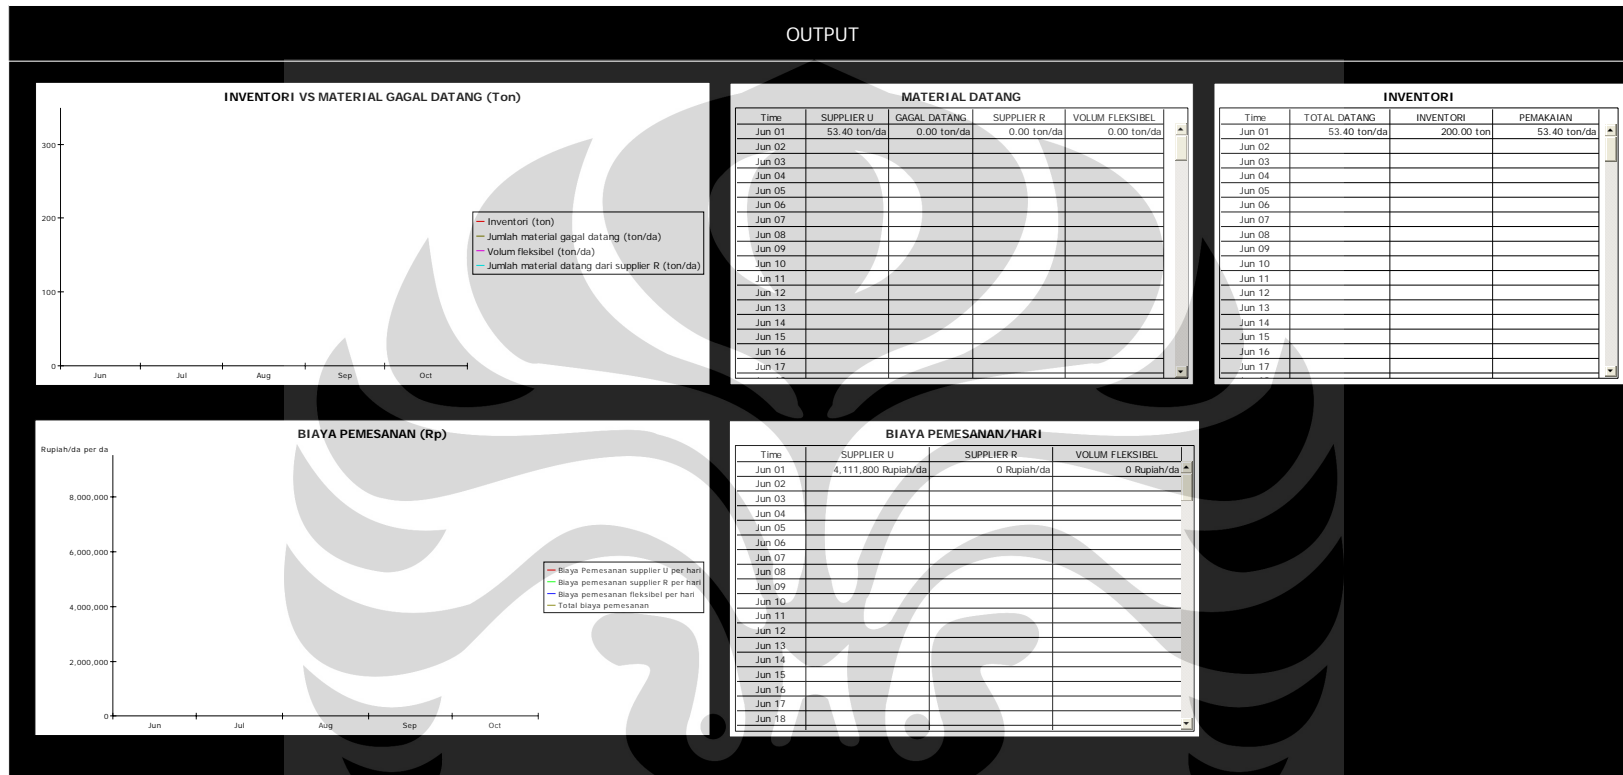 OUTPUT
INVENTORI VS MATERIAL GAGAL DATANG (Ton)
300
200
100
0
Jun Jul Aug Sep Oct
Inventori (ton)
Jumlah material gagal datang (ton/da)
Volum fleksibel (ton/da)
Jumlah material datang dari supplier R (ton/da)
MATERIAL DATANG
Time SUPPLIER U GAGAL DATANG SUPPLIER R VOLUM FLEKSIBEL
Jun 01 53.40 ton/da 0.00 ton/da 0.00 ton/da 0.00 ton/da
Jun 02
Jun 03
Jun 04
Jun 05
Jun 06
Jun 07
Jun 08
Jun 09
Jun 10
Jun 11
Jun 12
Jun 13
Jun 14
Jun 15
Jun 16
Jun 17
INVENTORI
Time TOTAL DATANG INVENTORI PEMAKAIAN
Jun 01 53.40 ton/da 200.00 ton 53.40 ton/da
Jun 02
Jun 03
Jun 04
Jun 05
Jun 06
Jun 07
Jun 08
Jun 09
Jun 10
Jun 11
Jun 12
Jun 13
Jun 14
Jun 15
Jun 16
Jun 17
BIAYA PEMESANAN (Rp)
Rupiah/da per da
8,000,000
6,000,000
4,000,000
2,000,000
0
Jun Jul Aug Sep Oct
Biaya Pemesanan supplier U per hari
Biaya pemesanan supplier R per hari
Biaya pemesanan fleksibel per hari
Total biaya pemesanan
BIAYA PEMESANAN/HARI
Time SUPPLIER U SUPPLIER R VOLUM FLEKSIBEL
Jun 01 4,111,800 Rupiah/da 0 Rupiah/da 0 Rupiah/da
Jun 02
Jun 03
Jun 04
Jun 05
Jun 06
Jun 07
Jun 08
Jun 09
Jun 10
Jun 11
Jun 12
Jun 13
Jun 14
Jun 15
Jun 16
Jun 17
Jun 18